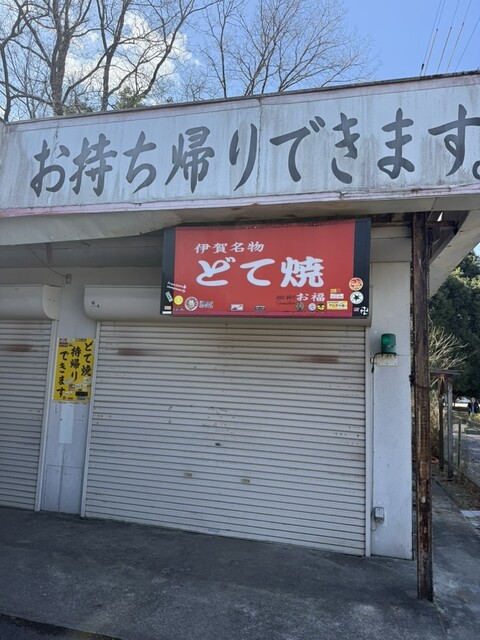 お持ち帰りできます。
伊賀名物
どて焼
お福
どて焼
持帰り
できます